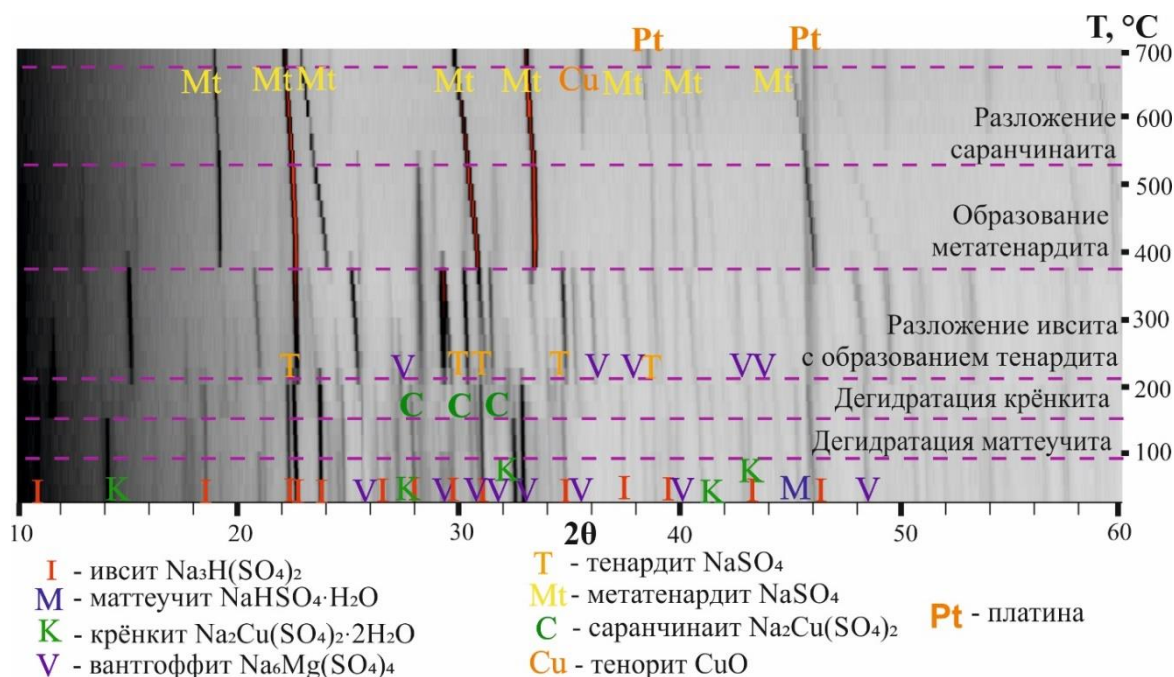 Pt Pt T, °C
700
Mt Mt Mt Mt Mt Cu Mt Mt Mt
600
Разложение
саранчинаита
500
Образование
метатенардита
400
300
Разложение ивсита
с образованием тенардита
T V T T T V V T V V
200
C C C
Дегидратация крёнкита
Дегидратация маттеучита
100
K K
I K I I I I V I K I V I V I V V I V I I V K I M I V
10 20 30 2θ 40 50 60
I - ивсит Na₃H(SO₄)₂
M - маттеучит NaHSO₄·H₂O
K - крёнкит Na₂Cu(SO₄)₂·2H₂O
V - вантгоффит Na₆Mg(SO₄)₄
T - тенардит NaSO₄
Mt - метатенардит NaSO₄
C - саранчинаит Na₂Cu(SO₄)₂
Cu - тенорит CuO
Pt - платина